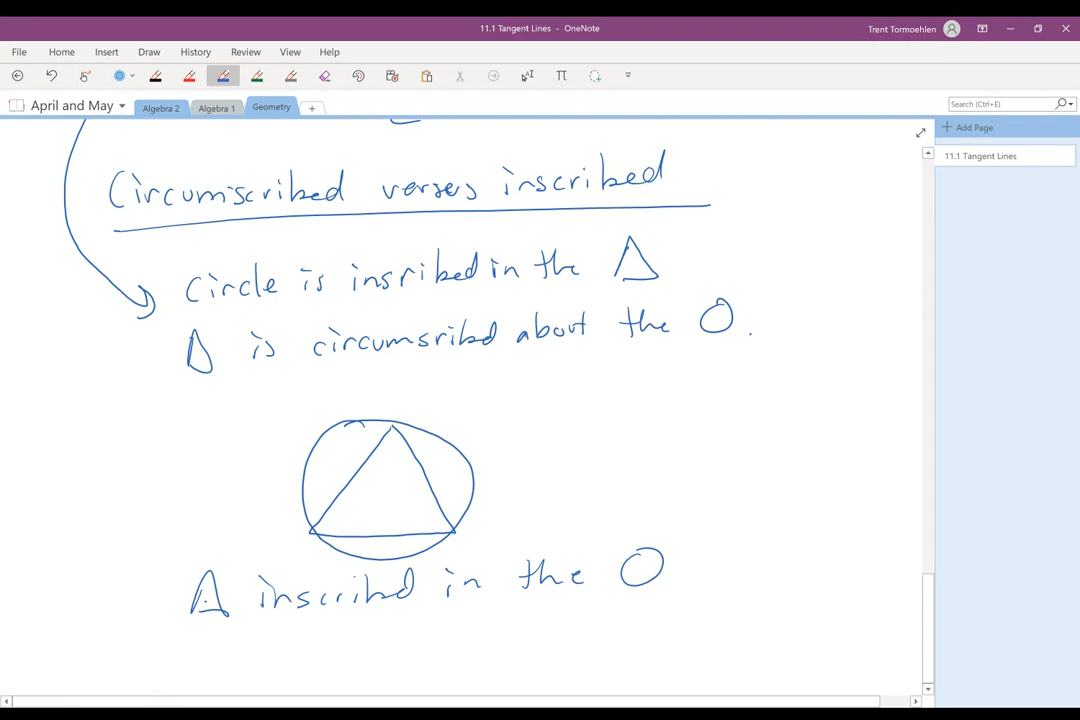 11.1 Tangent Lines - OneNote
Trent Tormoehlen
File Home Insert Draw History Review View Help
April and May
Algebra 2
Algebra 1
Geometry
Search (Ctrl+E)
Add Page
11.1 Tangent Lines
Circumscribed verses inscribed
Circle is insribed in the △
△ is circumsribed about the ○.
△ inscribed in the ○